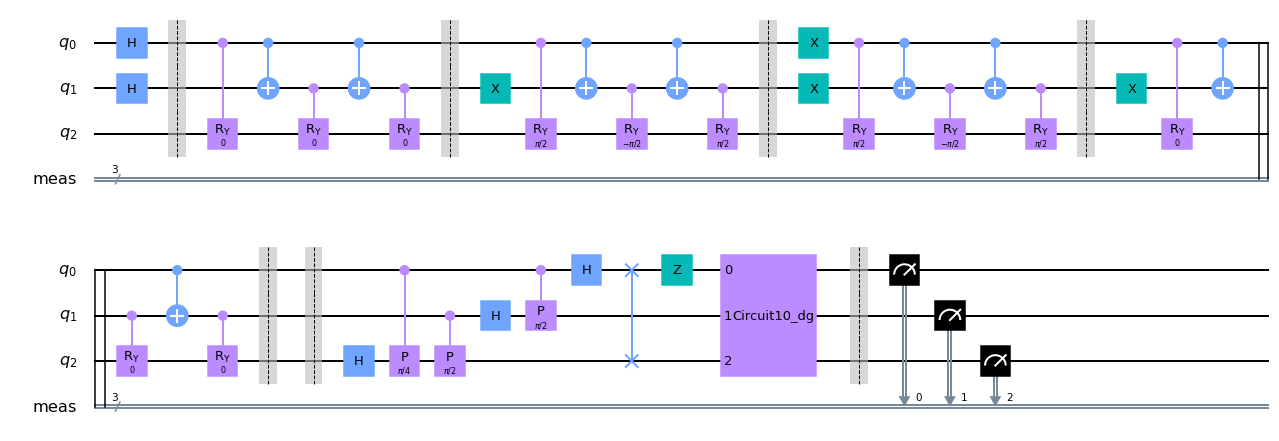 q0 H X X
q1 H X X
q2 RY 0 RY 0 RY 0 RY π/2 RY −π/2 RY π/2 RY π/2 RY −π/2 RY π/2 RY 0
meas 3
q0 H Z 0
q1 H P π/2 1 Circuit10_dg
q2 RY 0 RY 0 H P π/4 P π/2 2
meas 3 0 1 2